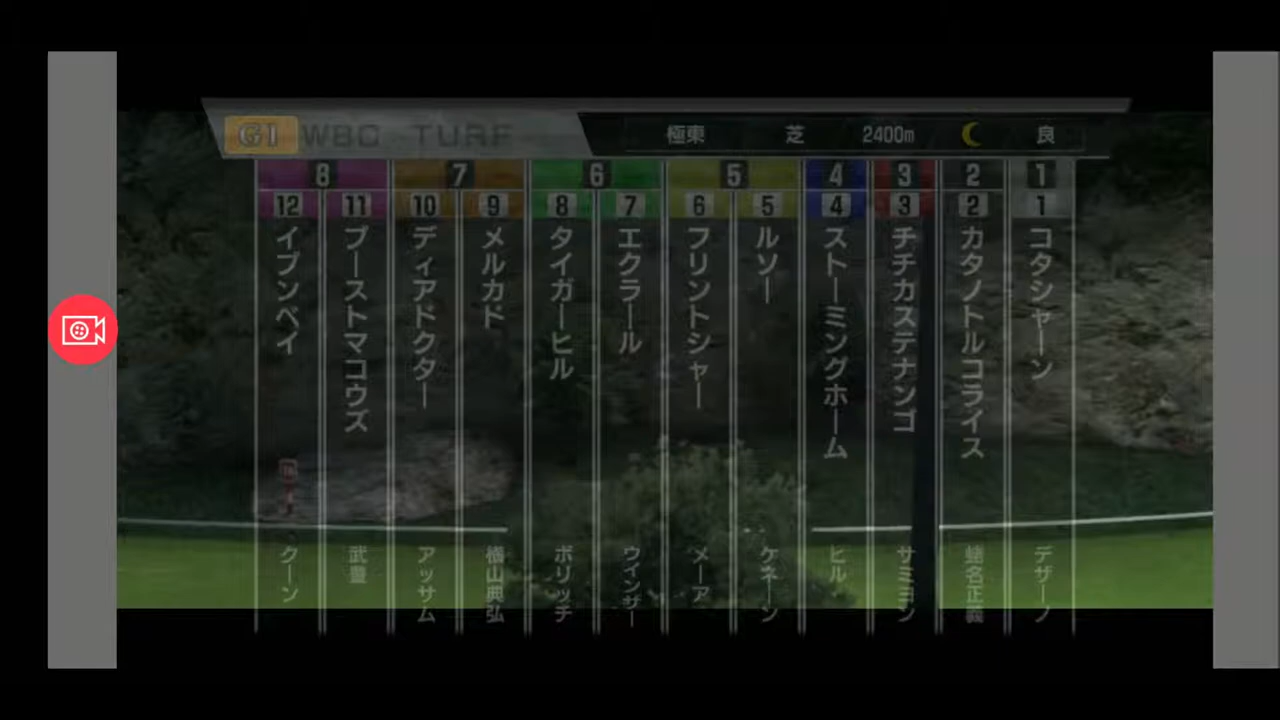 G1 WBC TURF
極東 芝 2400m 良
1 1 コタシャーン デザーノ
2 2 カタノトルコライス 蛯名正義
3 3 チチカステナンゴ サミヨン
4 4 ストーミングホーム ヒル
5 5 ルソー ケネーン
6 フリントシャー メーア
6 7 エクラール ウインザー
8 タイガーヒル ボリッチ
7 9 メルカド 横山典弘
10 ディアドクター アッサム
8 11 ブーストマコウズ 武豊
12 イブンベイ クーン